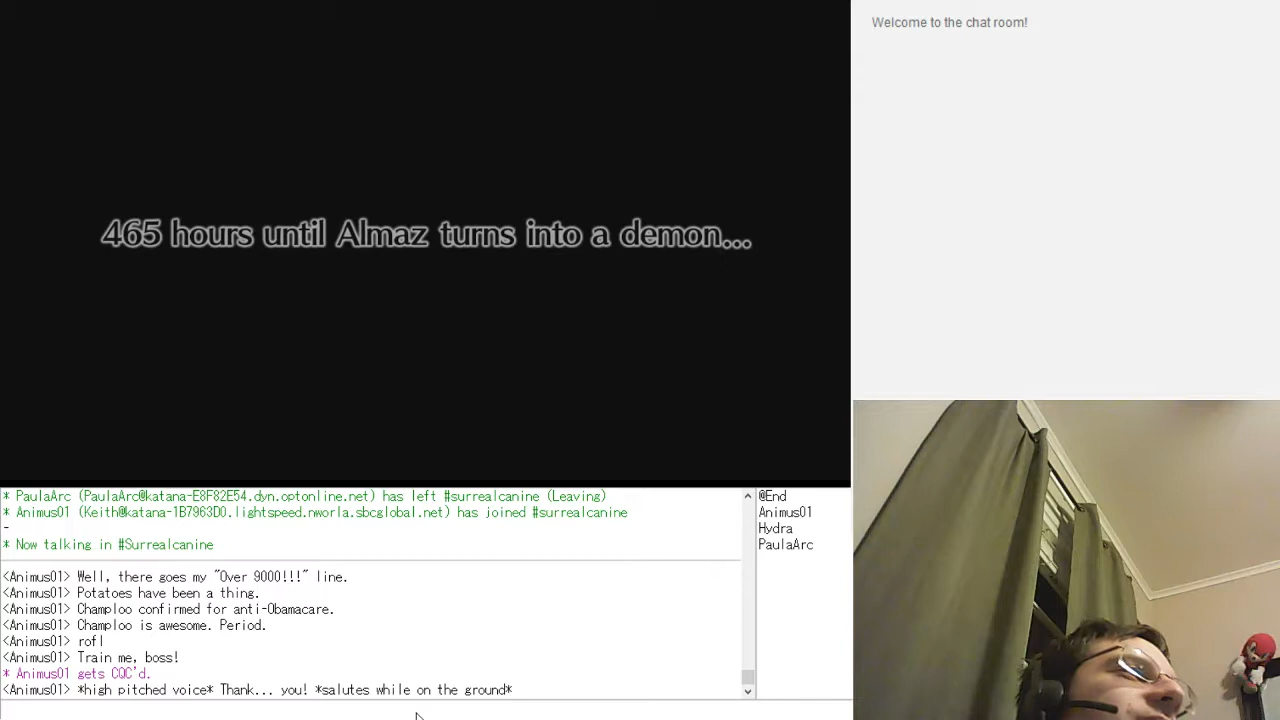 Welcome to the chat room!
465 hours until Almaz turns into a demon...
* PaulaArc (PaulaArc@katana-E8F82E54.dyn.optonline.net) has left #surrealcanine (Leaving)
* Animus01 (Keith@katana-1B7963D0.lightspeed.nworla.sbcglobal.net) has joined #surrealcanine
-
* Now talking in #Surrealcanine
<Animus01> Well, there goes my "Over 9000!!!" line.
<Animus01> Potatoes have been a thing.
<Animus01> Champloo confirmed for anti-Obamacare.
<Animus01> Champloo is awesome. Period.
<Animus01> rofl
<Animus01> Train me, boss!
* Animus01 gets CQC'd.
<Animus01> *high pitched voice* Thank... you! *salutes while on the ground*
@End
Animus01
Hydra
PaulaArc